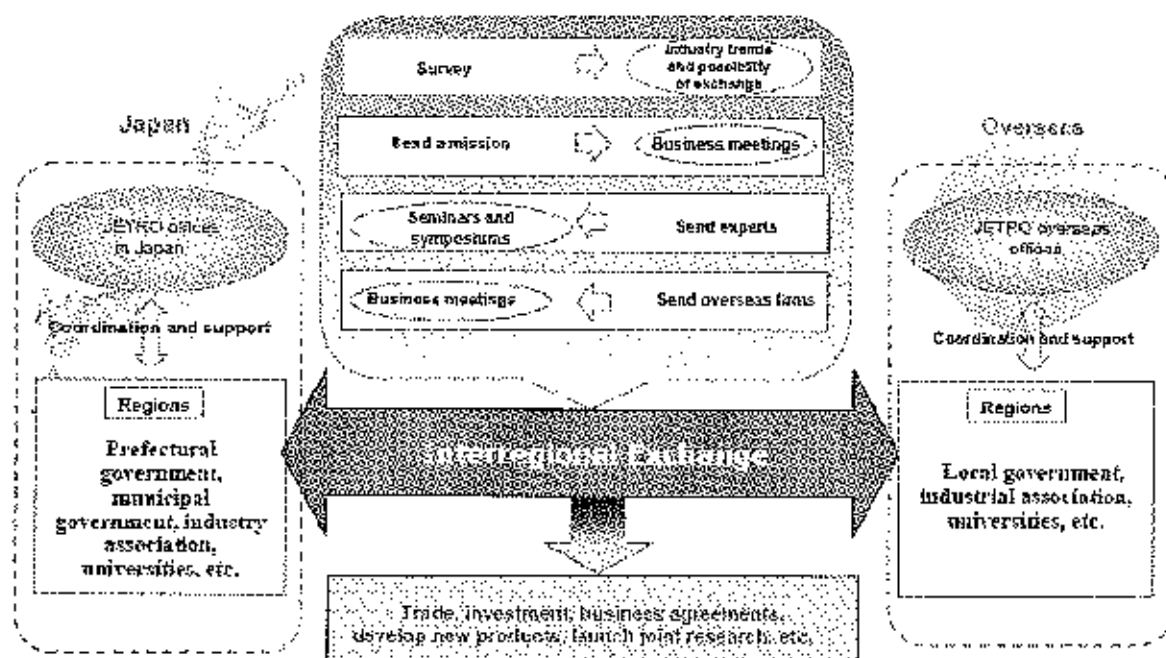 Survey
Industry trends
and possibility
of exchange
Japan
Overseas
Send a mission
Business meetings
JETRO offices
in Japan
Seminars and
symposiums
Send experts
JETRO overseas
offices
Business meetings
Send overseas firms
Coordination and support
Coordination and support
Regions
Prefectural
government,
municipal
government, industry
association,
universities, etc.
Interregional Exchange
Regions
Local government,
industrial association,
universities, etc.
Trade, investment, business agreements,
develop new products, launch joint research, etc.